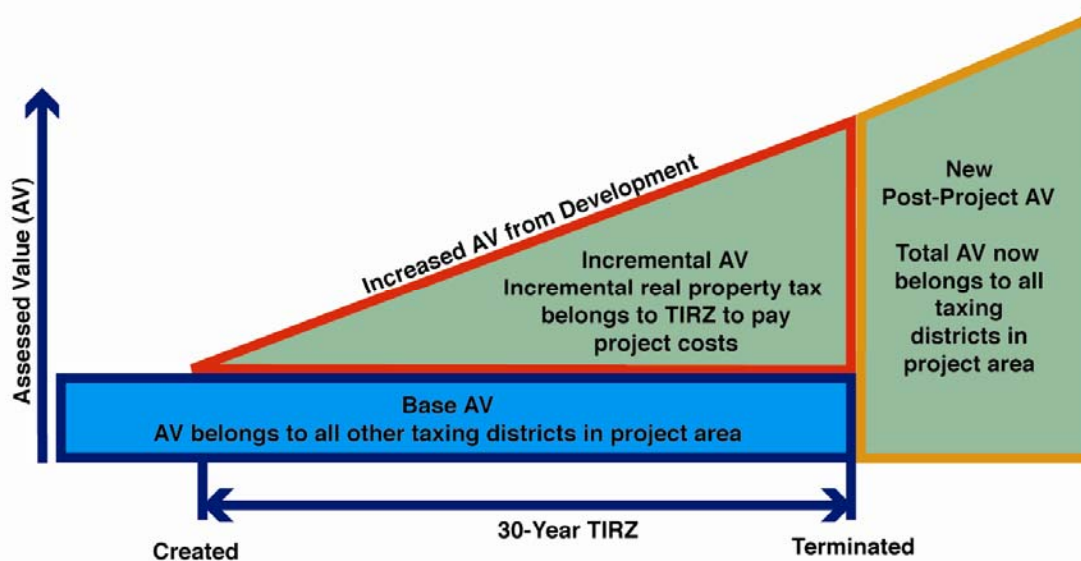 Assessed Value (AV)
Increased AV from Development
Incremental AV
Incremental real property tax
belongs to TIRZ to pay
project costs
New
Post-Project AV
Total AV now
belongs to all
taxing
districts in
project area
Base AV
AV belongs to all other taxing districts in project area
30-Year TIRZ
Created
Terminated